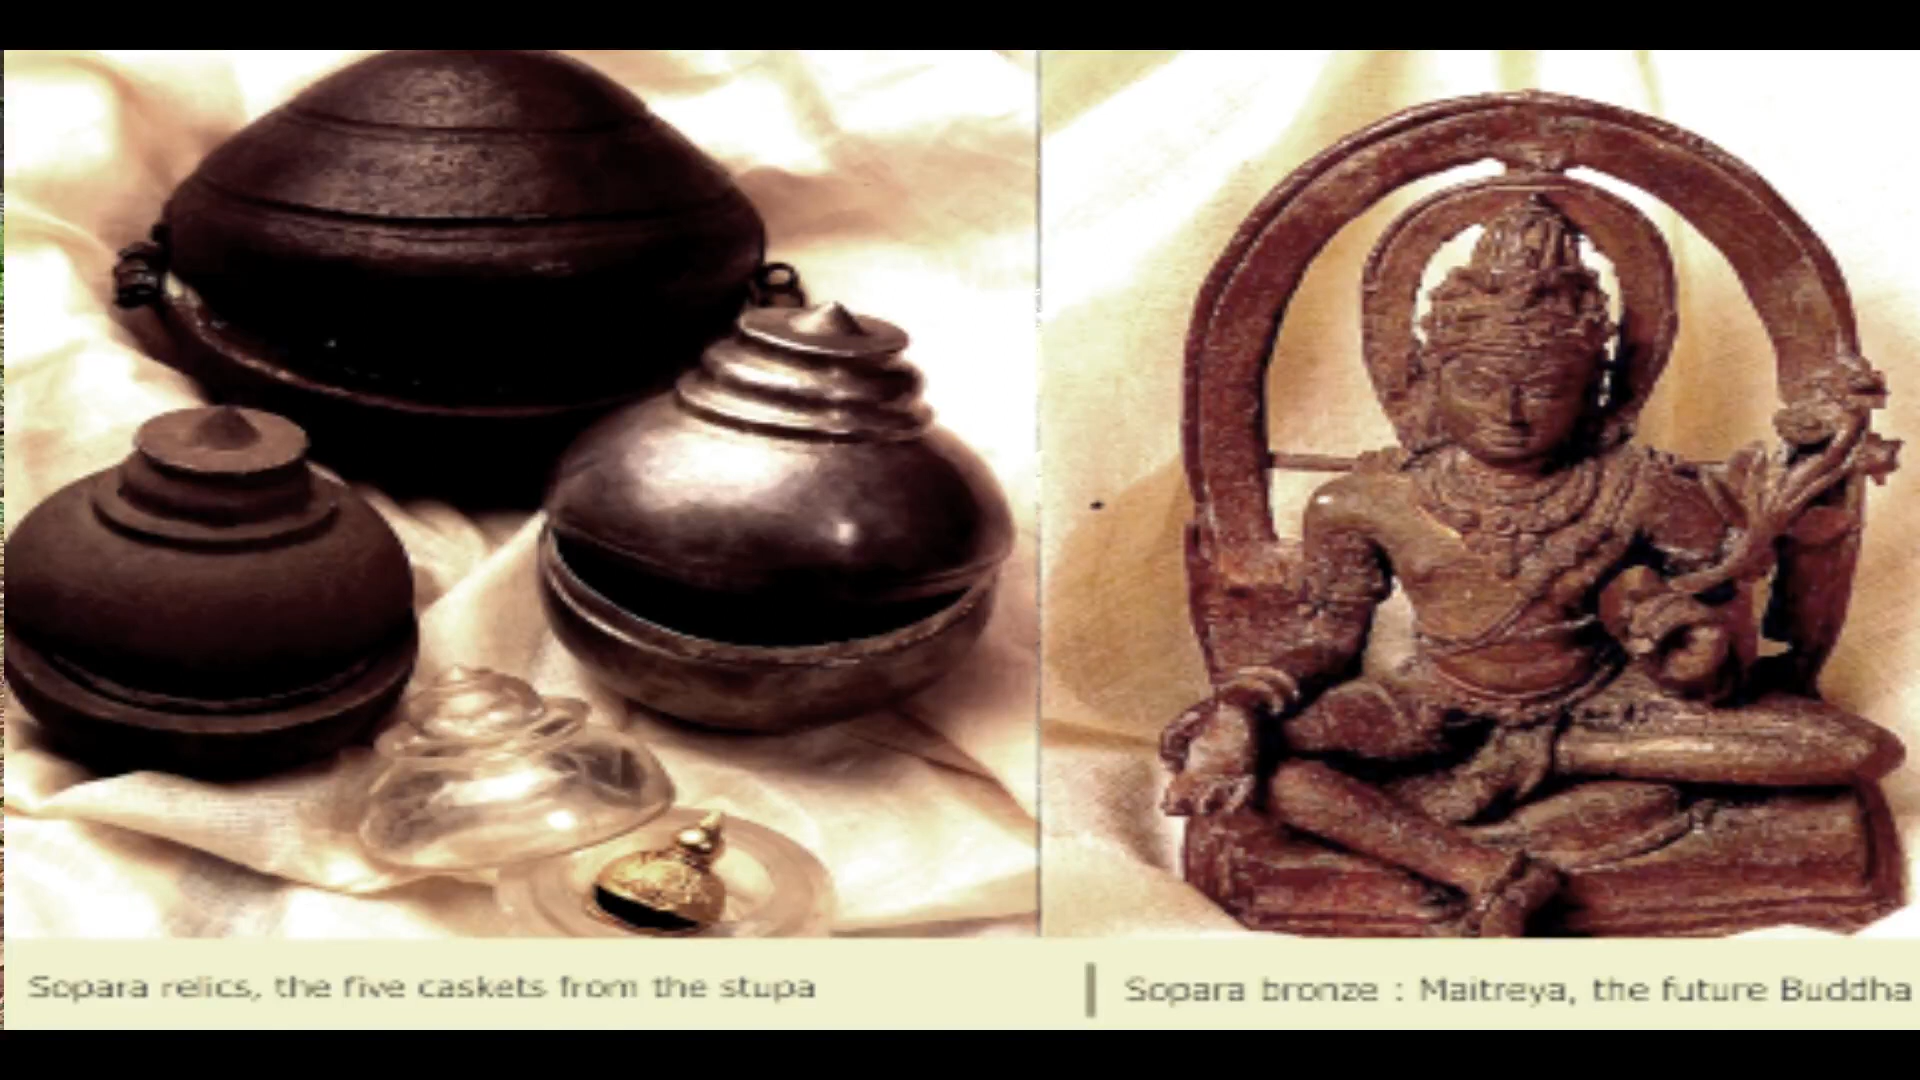 Sopara relics, the five caskets from the stupa
Sopara bronze : Maitreya, the future Buddha